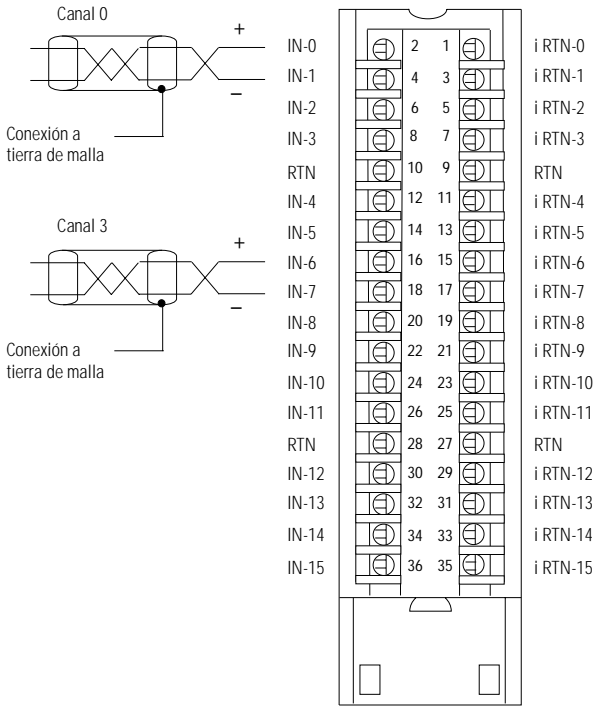 Canal 0
+
–
Conexión a
tierra de malla
Canal 3
+
–
Conexión a
tierra de malla
IN-0 2 1 i RTN-0
IN-1 4 3 i RTN-1
IN-2 6 5 i RTN-2
IN-3 8 7 i RTN-3
RTN 10 9 RTN
IN-4 12 11 i RTN-4
IN-5 14 13 i RTN-5
IN-6 16 15 i RTN-6
IN-7 18 17 i RTN-7
IN-8 20 19 i RTN-8
IN-9 22 21 i RTN-9
IN-10 24 23 i RTN-10
IN-11 26 25 i RTN-11
RTN 28 27 RTN
IN-12 30 29 i RTN-12
IN-13 32 31 i RTN-13
IN-14 34 33 i RTN-14
IN-15 36 35 i RTN-15